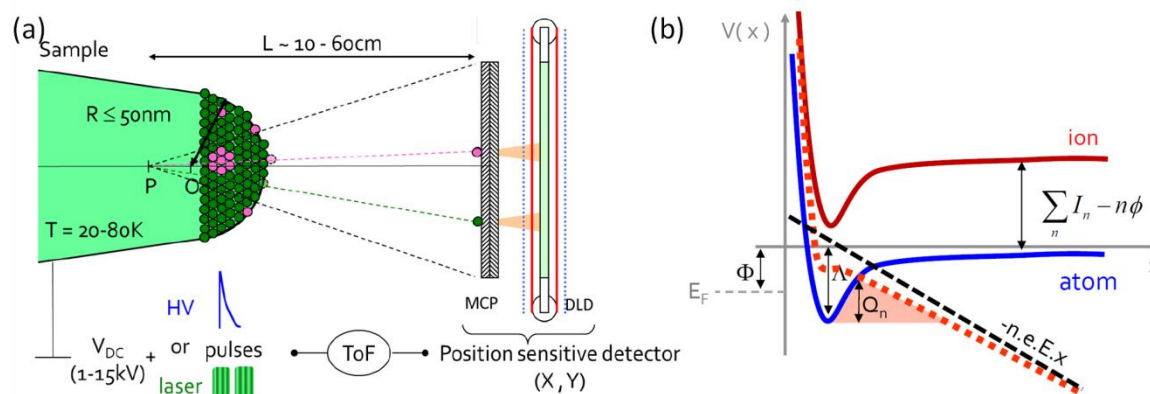 (a)
Sample
L ~ 10 - 60cm
R ≤ 50nm
P O
T = 20-80K
HV
MCP DLD
V_DC + or pulses
(1-15kV)
laser
ToF
Position sensitive detector
(X, Y)
(b)
V(x)
ion
∑_n I_n − nϕ
Φ
Λ
E_F
Q_n
atom
-n.e.E.x